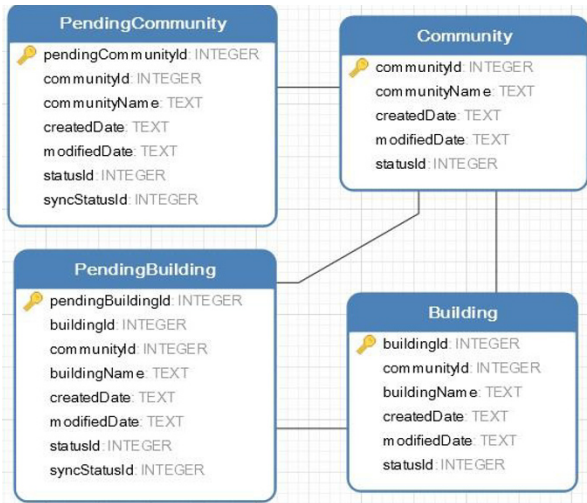 PendingCommunity
pendingCommunityId: INTEGER
communityId: INTEGER
communityName: TEXT
createdDate: TEXT
modifiedDate: TEXT
statusId: INTEGER
syncStatusId: INTEGER
Community
communityId: INTEGER
communityName: TEXT
createdDate: TEXT
modifiedDate: TEXT
statusId: INTEGER
PendingBuilding
pendingBuildingId: INTEGER
buildingId: INTEGER
communityId: INTEGER
buildingName: TEXT
createdDate: TEXT
modifiedDate: TEXT
statusId: INTEGER
syncStatusId: INTEGER
Building
buildingId: INTEGER
communityId: INTEGER
buildingName: TEXT
createdDate: TEXT
modifiedDate: TEXT
statusId: INTEGER